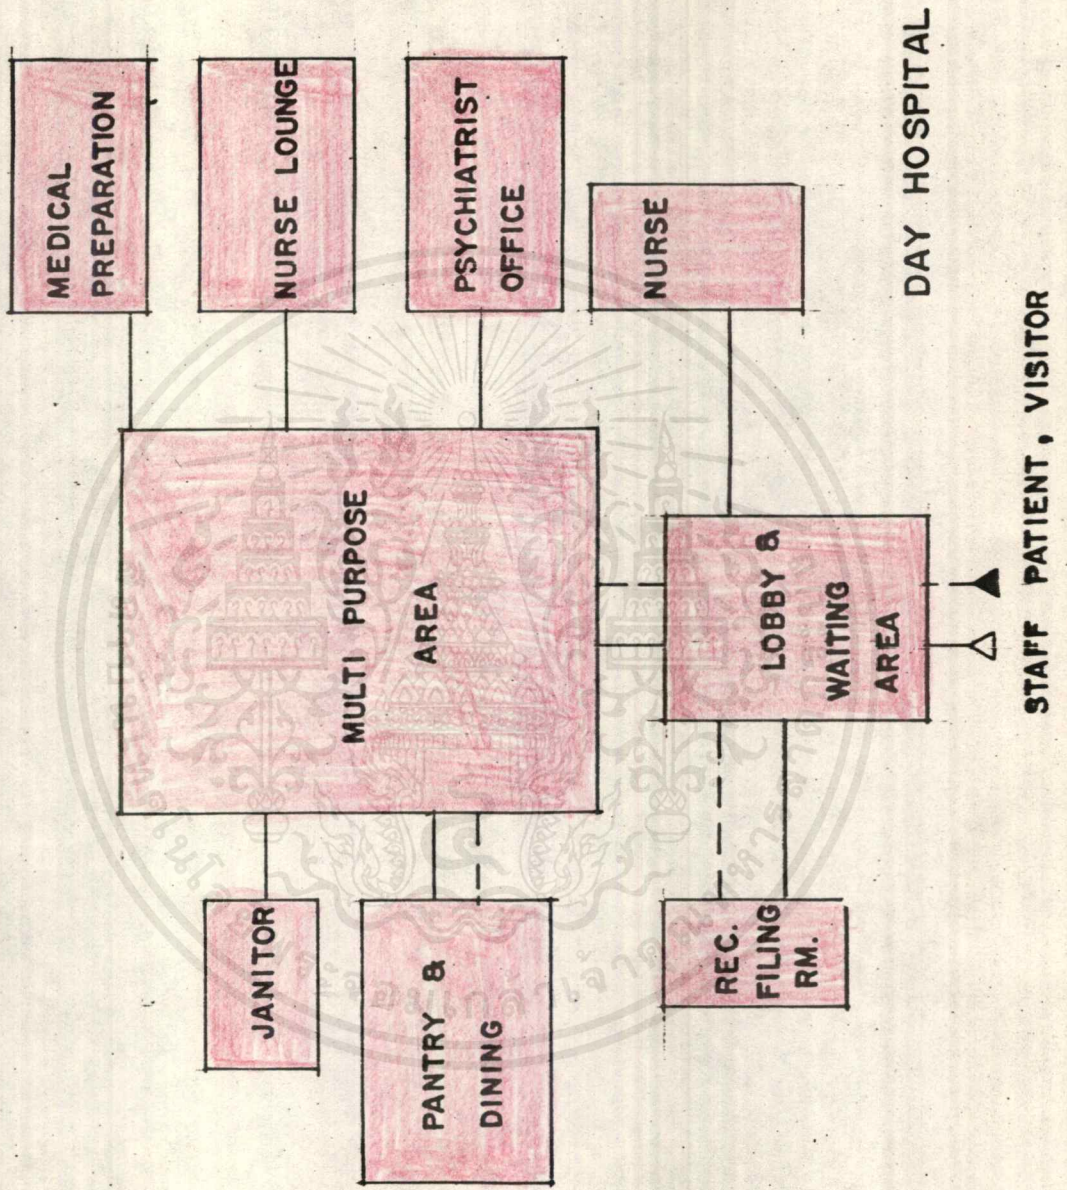 MEDICAL
PREPARATION
NURSE LOUNGE
PSYCHIATRIST
OFFICE
NURSE
MULTI PURPOSE
AREA
LOBBY &
WAITING
AREA
JANITOR
PANTRY &
DINING
REC.
FILING
RM.
DAY HOSPITAL
STAFF PATIENT, VISITOR